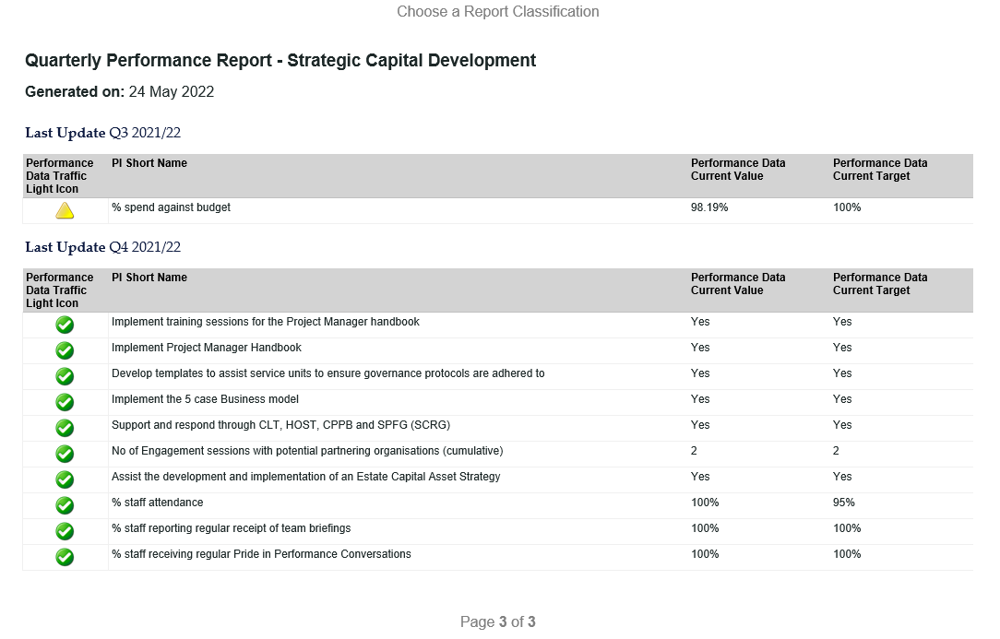 Choose a Report Classification
Quarterly Performance Report - Strategic Capital Development
Generated on: 24 May 2022
Last Update Q3 2021/22
Performance Data Traffic Light Icon PI Short Name Performance Data Current Value Performance Data Current Target
% spend against budget 98.19% 100%
Last Update Q4 2021/22
Performance Data Traffic Light Icon PI Short Name Performance Data Current Value Performance Data Current Target
Implement training sessions for the Project Manager handbook Yes Yes
Implement Project Manager Handbook Yes Yes
Develop templates to assist service units to ensure governance protocols are adhered to Yes Yes
Implement the 5 case Business model Yes Yes
Support and respond through CLT, HOST, CPPB and SPFG (SCRG) Yes Yes
No of Engagement sessions with potential partnering organisations (cumulative) 2 2
Assist the development and implementation of an Estate Capital Asset Strategy Yes Yes
% staff attendance 100% 95%
% staff reporting regular receipt of team briefings 100% 100%
% staff receiving regular Pride in Performance Conversations 100% 100%
Page 3 of 3